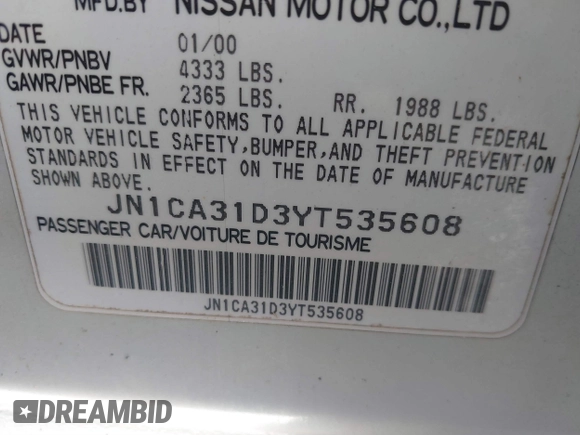 MFD.BY NISSAN MOTOR CO.,LTD
DATE 01/00
GVWR/PNBV 4333 LBS.
GAWR/PNBE FR. 2365 LBS. RR. 1988 LBS.
THIS VEHICLE CONFORMS TO ALL APPLICABLE FEDERAL
MOTOR VEHICLE SAFETY,BUMPER,AND THEFT PREVENTION
STANDARDS IN EFFECT ON THE DATE OF MANUFACTURE
SHOWN ABOVE.
JN1CA31D3YT535608
PASSENGER CAR/VOITURE DE TOURISME
JN1CA31D3YT535608
DREAMBID